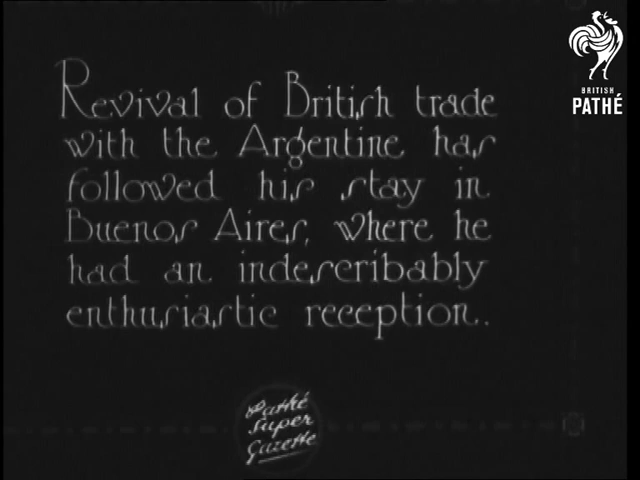 BRITISH
PATHÉ
Revival of British trade
with the Argentine has
followed his stay in
Buenos Aires, where he
had an indescribably
enthusiastic reception..
Pathé
Super
Gazette